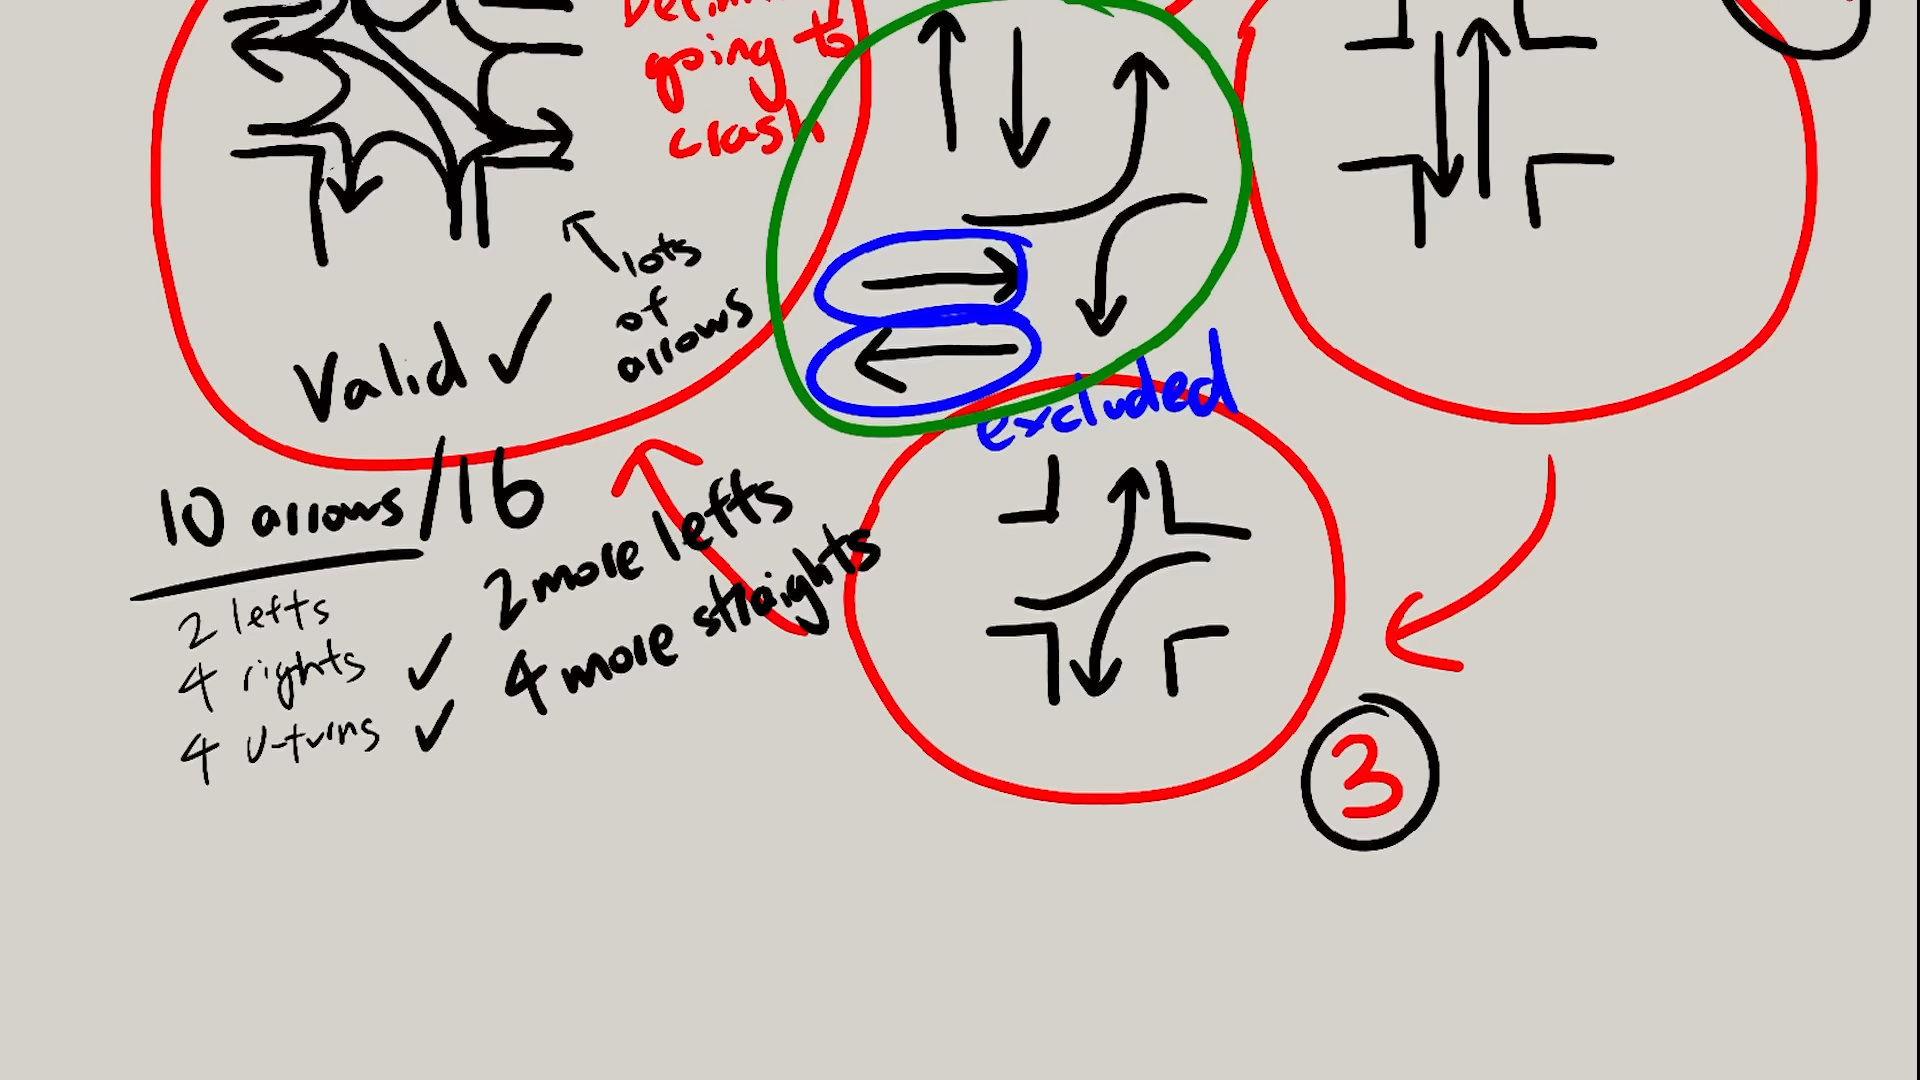 going to
crash
lots
of
arrows
Valid ✓
excluded
10 arrows/16
2 lefts
4 rights ✓
4 U-turns ✓
2 more lefts
4 more straights
3